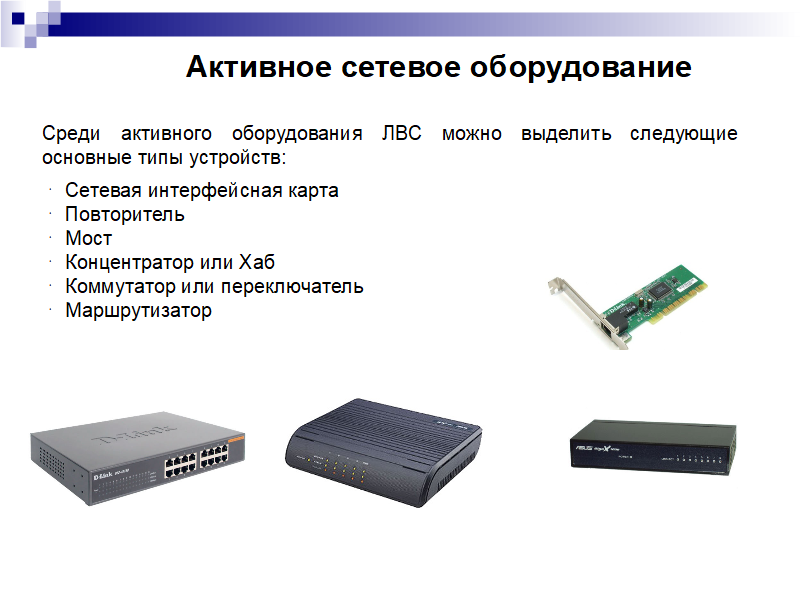 Активное сетевое оборудование
Среди активного оборудования ЛВС можно выделить следующие
основные типы устройств:
· Сетевая интерфейсная карта
· Повторитель
· Мост
· Концентратор или Хаб
· Коммутатор или переключатель
· Маршрутизатор
D-Link
D-Link
D-Link
ASUS